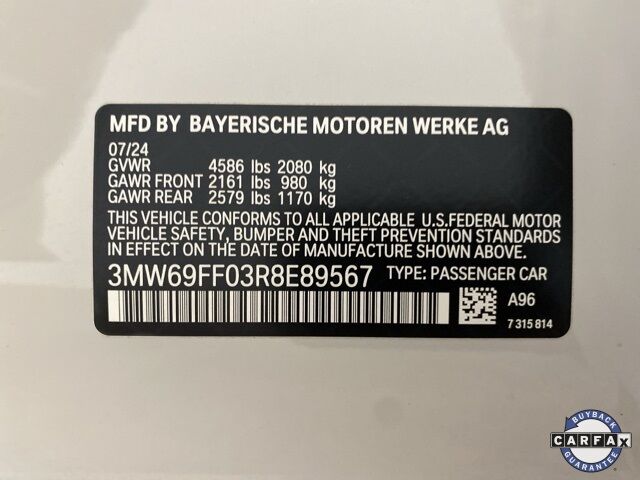 MFD BY BAYERISCHE MOTOREN WERKE AG
07/24
GVWR 4586 lbs 2080 kg
GAWR FRONT 2161 lbs 980 kg
GAWR REAR 2579 lbs 1170 kg
THIS VEHICLE CONFORMS TO ALL APPLICABLE U.S.FEDERAL MOTOR
VEHICLE SAFETY, BUMPER AND THEFT PREVENTION STANDARDS
IN EFFECT ON THE DATE OF MANUFACTURE SHOWN ABOVE.
3MW69FF03R8E89567 TYPE: PASSENGER CAR
A96
7 315 814
BUYBACK
CARFAX
GUARANTEE